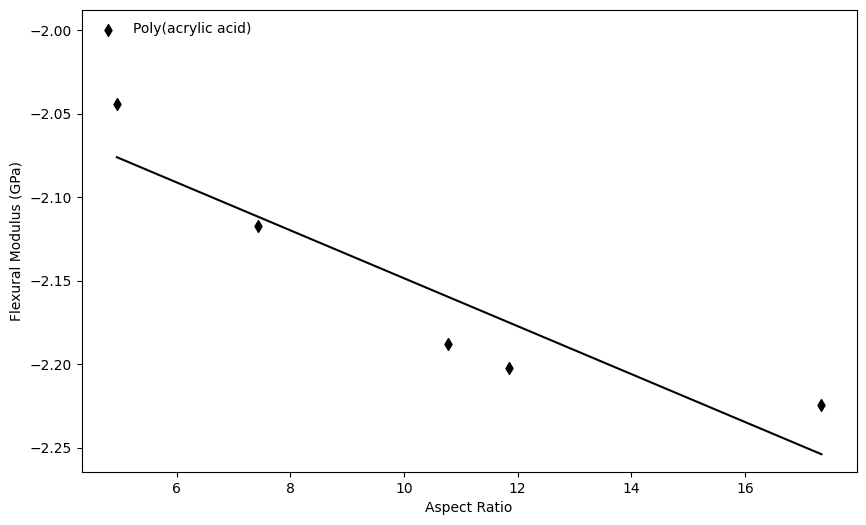 Poly(acrylic acid)
−2.00
−2.05
−2.10
−2.15
−2.20
−2.25
Flexural Modulus (GPa)
6 8 10 12 14 16
Aspect Ratio